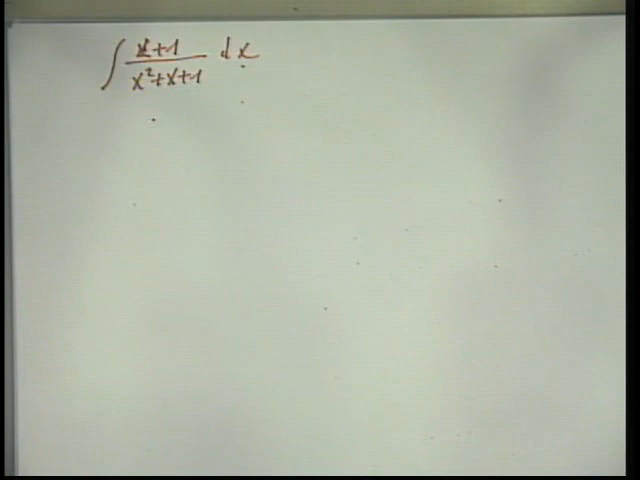 ∫ (x+1)/(x²+x+1) dx